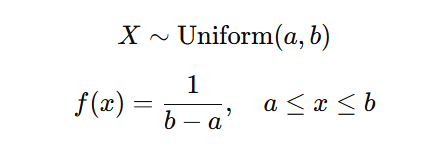 X ∼ Uniform(a, b)
f(x) = 1/(b − a), a ≤ x ≤ b